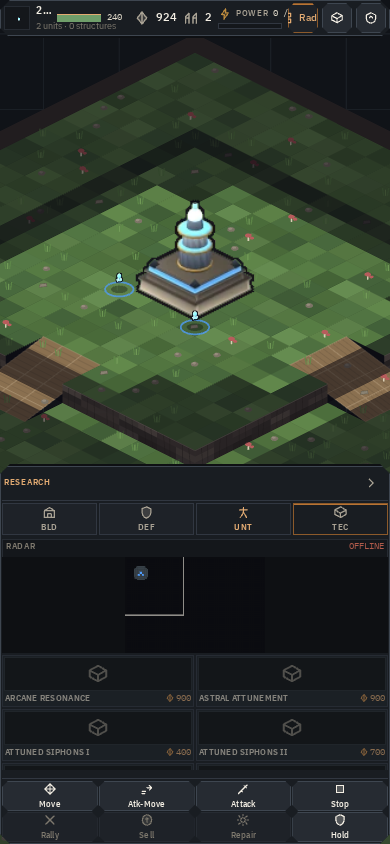 2... 240 924 2 POWER 0 / Rad
2 units · 0 structures
RESEARCH
BLD DEF UNT TEC
RADAR OFFLINE
ARCANE RESONANCE 900 ASTRAL ATTUNEMENT 900
ATTUNED SIPHONS I 400 ATTUNED SIPHONS II 700
Move Atk-Move Attack Stop
Rally Sell Repair Hold